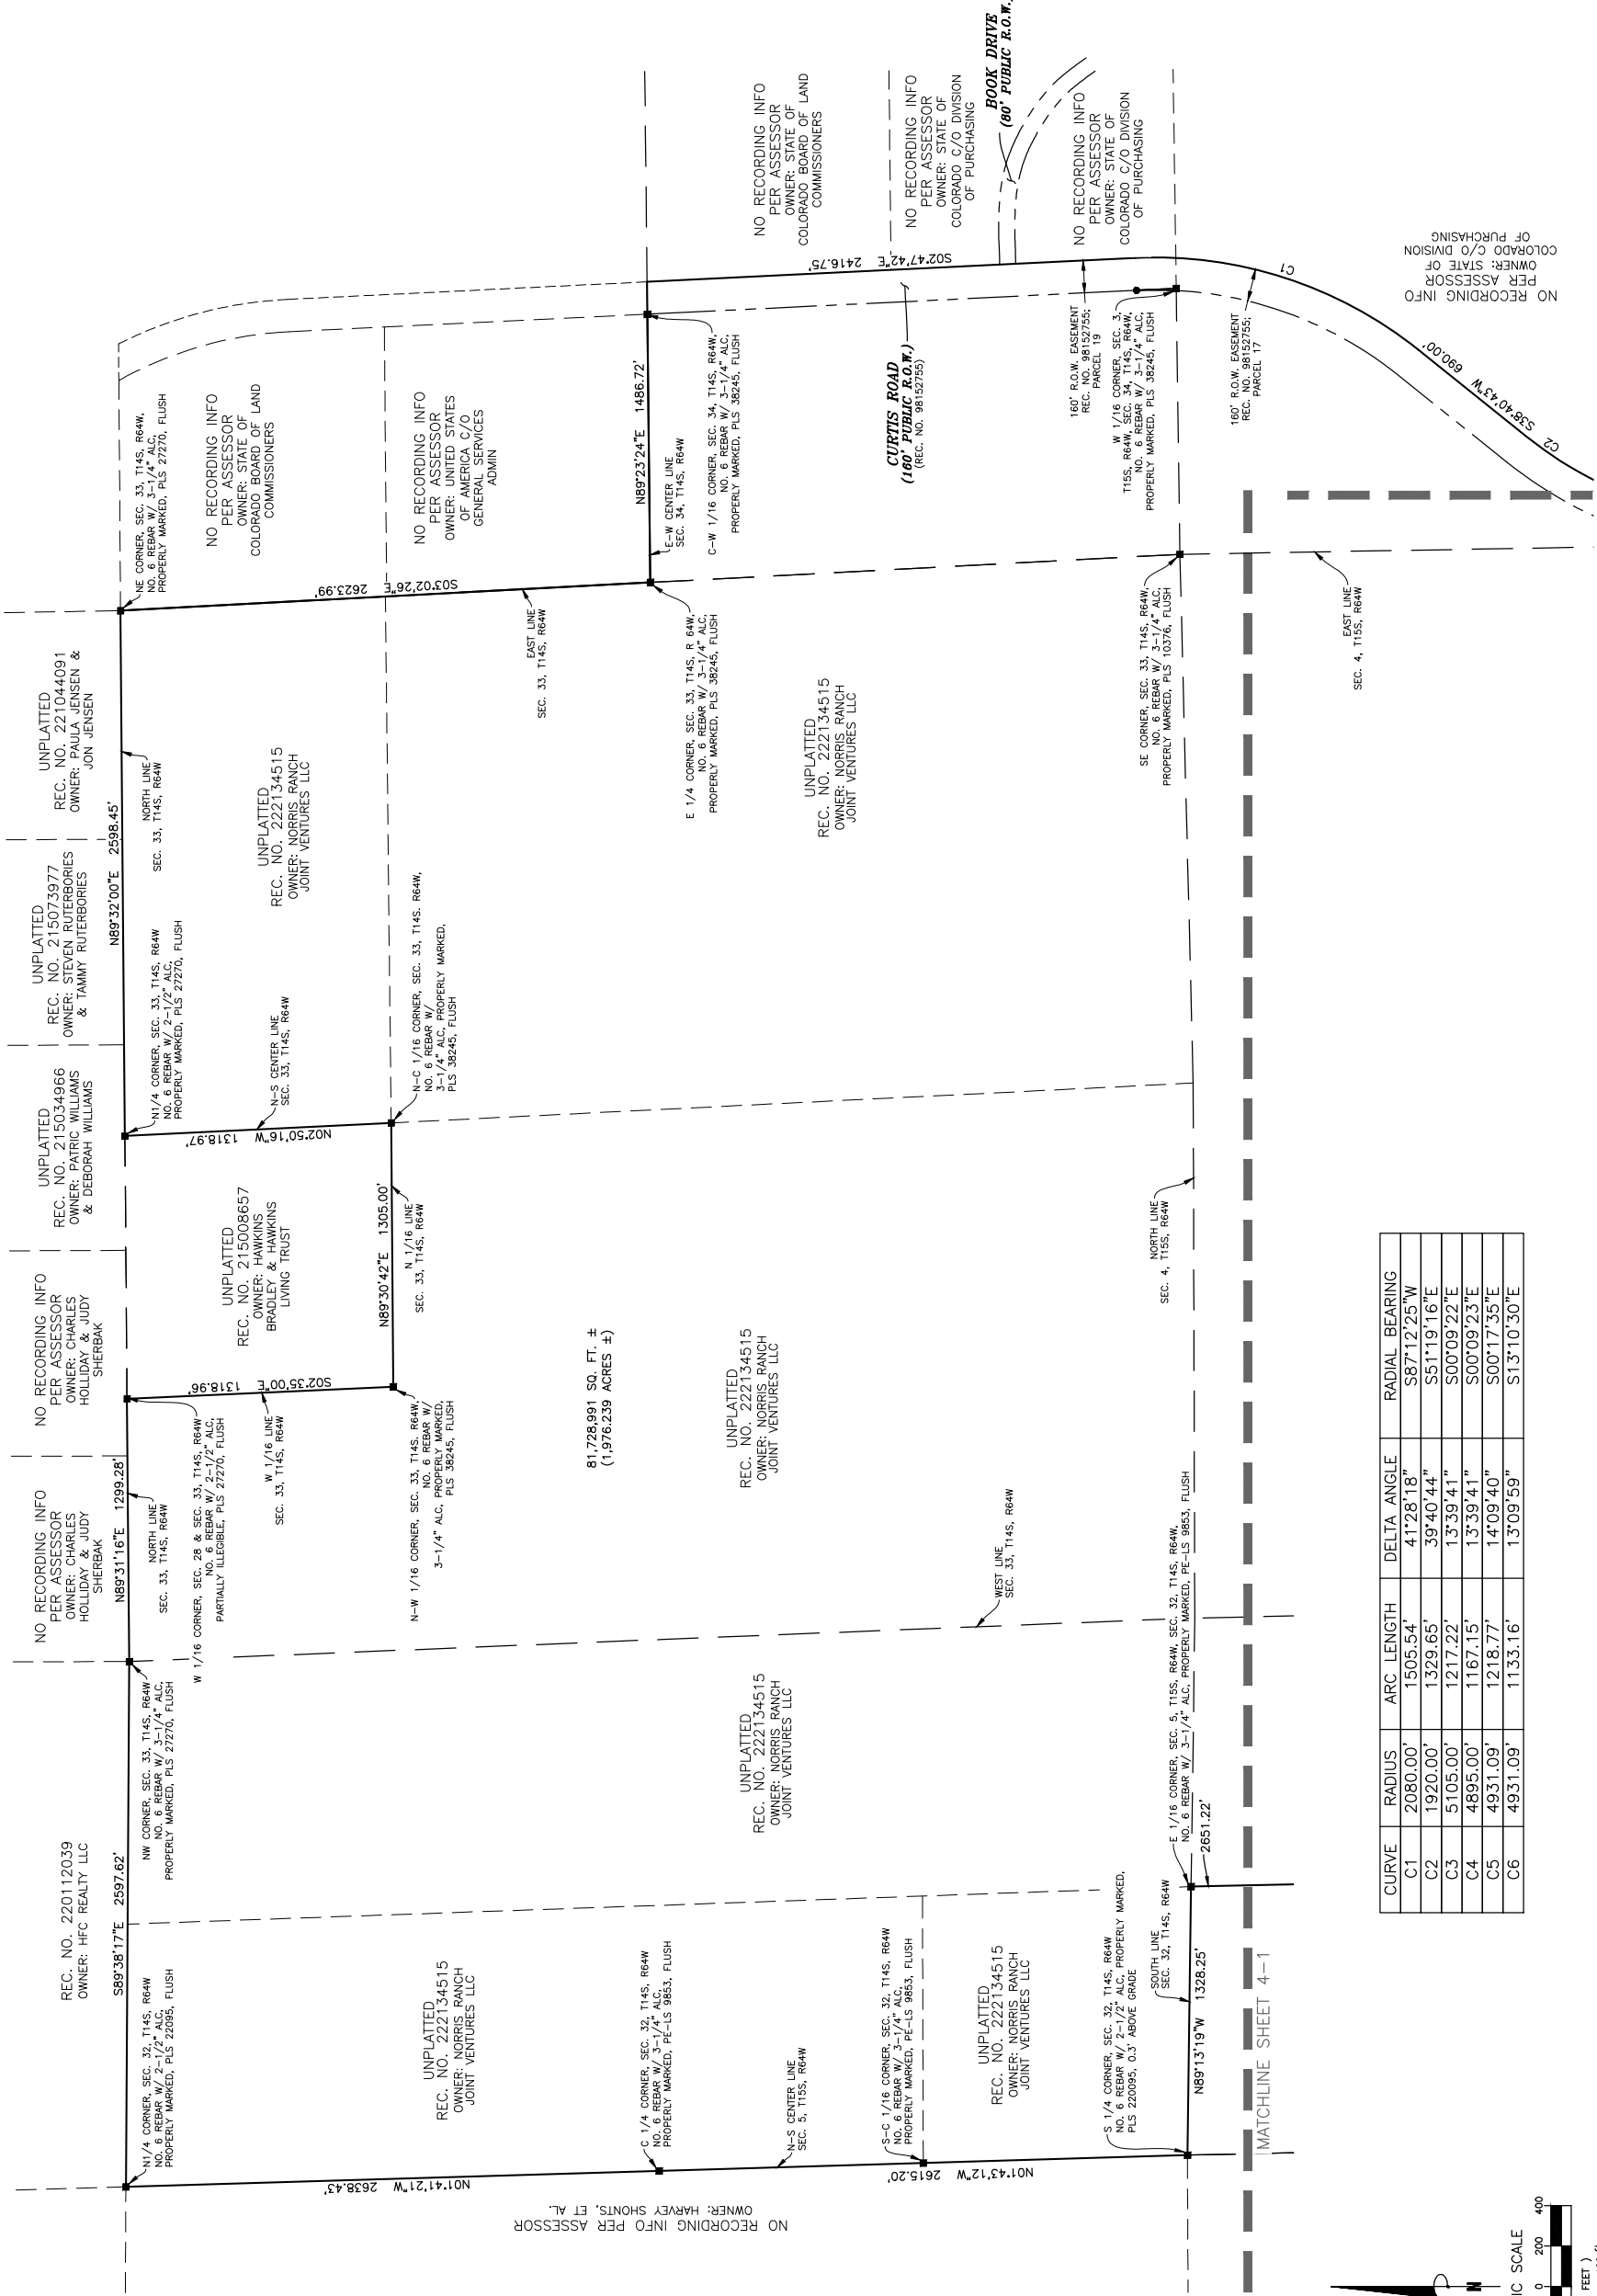 REC. NO. 220112039
OWNER: HFC REALTY LLC
S89°38'17"E 2597.62'
N1/4 CORNER, SEC. 32, T14S, R64W
NO. 6 REBAR W/ 2-1/2" ALC,
PROPERLY MARKED, PLS 22095, FLUSH
NW CORNER, SEC. 33, T14S, R64W
NO. 6 REBAR W/ 3-1/4" ALC,
PROPERLY MARKED, PLS 27270, FLUSH
NO RECORDING INFO
PER ASSESSOR
OWNER: CHARLES
HOLLIDAY & JUDY
SHERBAK
N89°31'16"E 1299.28'
NORTH LINE
SEC. 33, T14S, R64W
NO RECORDING INFO
PER ASSESSOR
OWNER: CHARLES
HOLLIDAY & JUDY
SHERBAK
W 1/16 CORNER, SEC. 28 & SEC. 33, T14S, R64W
NO. 6 REBAR W/ 2-1/2" ALC,
PARTIALLY ILLEGIBLE, PLS 27270, FLUSH
W 1/16 LINE
SEC. 33, T14S, R64W
S02°35'00"E 1318.96'
UNPLATTED
REC. NO. 215008657
OWNER: HAWKINS
BRADLEY & HAWKINS
LIVING TRUST
UNPLATTED
REC. NO. 215034966
OWNER: PATRIC WILLIAMS
& DEBORAH WILLIAMS
UNPLATTED
REC. NO. 215073977
OWNER: STEVEN RUTERBORIES
& TAMMY RUTERBORIES
UNPLATTED
REC. NO. 221044091
OWNER: PAULA JENSEN &
JON JENSEN
N89°32'00"E 2598.45'
NORTH LINE
SEC. 33, T14S, R64W
N1/4 CORNER, SEC. 33, T14S, R64W
NO. 6 REBAR W/ 2-1/2" ALC,
PROPERLY MARKED, PLS 27270, FLUSH
N-S CENTER LINE
SEC. 33, T14S, R64W
N02°50'16"W 1318.97'
N89°30'42"E 1305.00'
N 1/16 LINE
SEC. 33, T14S, R64W
N-C 1/16 CORNER, SEC. 33, T14S. R64W,
NO. 6 REBAR W/
3-1/4" ALC, PROPERLY MARKED,
PLS 38245, FLUSH
N-W 1/16 CORNER, SEC. 33, T14S. R64W,
NO. 6 REBAR W/
3-1/4" ALC, PROPERLY MARKED,
PLS 38245, FLUSH
UNPLATTED
REC. NO. 222134515
OWNER: NORRIS RANCH
JOINT VENTURES LLC
NE CORNER, SEC. 33, T14S, R64W,
NO. 6 REBAR W/ 3-1/4" ALC,
PROPERLY MARKED, PLS 27270, FLUSH
NO RECORDING INFO
PER ASSESSOR
OWNER: STATE OF
COLORADO BOARD OF LAND
COMMISSIONERS
NO RECORDING INFO
PER ASSESSOR
OWNER: UNITED STATES
OF AMERICA C/O
GENERAL SERVICES
ADMIN
S03°02'26"E 2623.99'
EAST LINE
SEC. 33, T14S, R64W
N89°23'24"E 1486.72'
E-W CENTER LINE
SEC. 34, T14S, R64W
E 1/4 CORNER, SEC. 33, T14S, R 64W,
NO. 6 REBAR W/ 3-1/4" ALC,
PROPERLY MARKED, PLS 38245, FLUSH
C-W 1/16 CORNER, SEC. 34, T14S, R64W,
NO. 6 REBAR W/ 3-1/4" ALC,
PROPERLY MARKED, PLS 38245, FLUSH
NO RECORDING INFO
PER ASSESSOR
OWNER: STATE OF
COLORADO BOARD OF LAND
COMMISSIONERS
NO RECORDING INFO
PER ASSESSOR
OWNER: STATE OF
COLORADO C/O DIVISION
OF PURCHASING
S02°47'42"E 2416.75'
CURTIS ROAD
(160' PUBLIC R.O.W.)
(REC. NO. 98152755)
BOOK DRIVE
(80' PUBLIC R.O.W.)
NO RECORDING INFO
PER ASSESSOR
OWNER: STATE OF
COLORADO C/O DIVISION
OF PURCHASING
160' R.O.W. EASEMENT
REC. NO. 98152755;
PARCEL 19
W 1/16 CORNER, SEC. 3,
T15S, R64W, SEC. 34, T14S, R64W,
NO. 6 REBAR W/ 3-1/4" ALC,
PROPERLY MARKED, PLS 38245, FLUSH
160' R.O.W. EASEMENT
REC. NO. 98152755;
PARCEL 17
C1
NO RECORDING INFO
PER ASSESSOR
OWNER: STATE OF
COLORADO C/O DIVISION
OF PURCHASING
S38°40'43"W 690.00'
C2
SE CORNER, SEC. 33, T14S, R64W,
NO. 6 REBAR W/ 3-1/4" ALC,
PROPERLY MARKED, PLS 10376, FLUSH
EAST LINE
SEC. 4, T15S, R64W
UNPLATTED
REC. NO. 222134515
OWNER: NORRIS RANCH
JOINT VENTURES LLC
81,728,991 SQ. FT. ±
(1,976.239 ACRES ±)
UNPLATTED
REC. NO. 222134515
OWNER: NORRIS RANCH
JOINT VENTURES LLC
NORTH LINE
SEC. 4, T15S, R64W
WEST LINE
SEC. 33, T14S, R64W
UNPLATTED
REC. NO. 222134515
OWNER: NORRIS RANCH
JOINT VENTURES LLC
E 1/16 CORNER, SEC. 5, T15S, R64W, SEC. 32, T14S, R64W,
NO. 6 REBAR W/ 3-1/4" ALC, PROPERLY MARKED, PE-LS 9853, FLUSH
2651.22'
UNPLATTED
REC. NO. 222134515
OWNER: NORRIS RANCH
JOINT VENTURES LLC
N01°41'21"W 2638.43'
NO RECORDING INFO PER ASSESSOR
OWNER: HARVEY SHONTS, ET AL.
C 1/4 CORNER, SEC. 32, T14S, R64W
NO. 6 REBAR W/ 3-1/4" ALC,
PROPERLY MARKED, PE-LS 9853, FLUSH
N-S CENTER LINE
SEC. 5, T15S, R64W
S-C 1/16 CORNER, SEC. 32, T14S, R64W
NO. 6 REBAR W/ 3-1/4" ALC,
PROPERLY MARKED, PE-LS 9853, FLUSH
N01°43'12"W 2615.20'
UNPLATTED
REC. NO. 222134515
OWNER: NORRIS RANCH
JOINT VENTURES LLC
S 1/4 CORNER, SEC. 32, T14S, R64W
NO. 6 REBAR W/ 2-1/2" ALC, PROPERLY MARKED,
PLS 220095, 0.3' ABOVE GRADE
SOUTH LINE
SEC. 32, T14S, R64W
N89°13'19"W 1328.25'
MATCHLINE SHEET 4-1
CURVE RADIUS ARC LENGTH DELTA ANGLE RADIAL BEARING
C1 2080.00' 1505.54' 41°28'18" S87°12'25"W
C2 1920.00' 1329.65' 39°40'44" S51°19'16"E
C3 5105.00' 1217.22' 13°39'41" S00°09'22"E
C4 4895.00' 1167.15' 13°39'41" S00°09'23"E
C5 4931.09' 1218.77' 14°09'40" S00°17'35"E
C6 4931.09' 1133.16' 13°09'59" S13°10'30"E
N
IC SCALE
0 200 400
FEET )